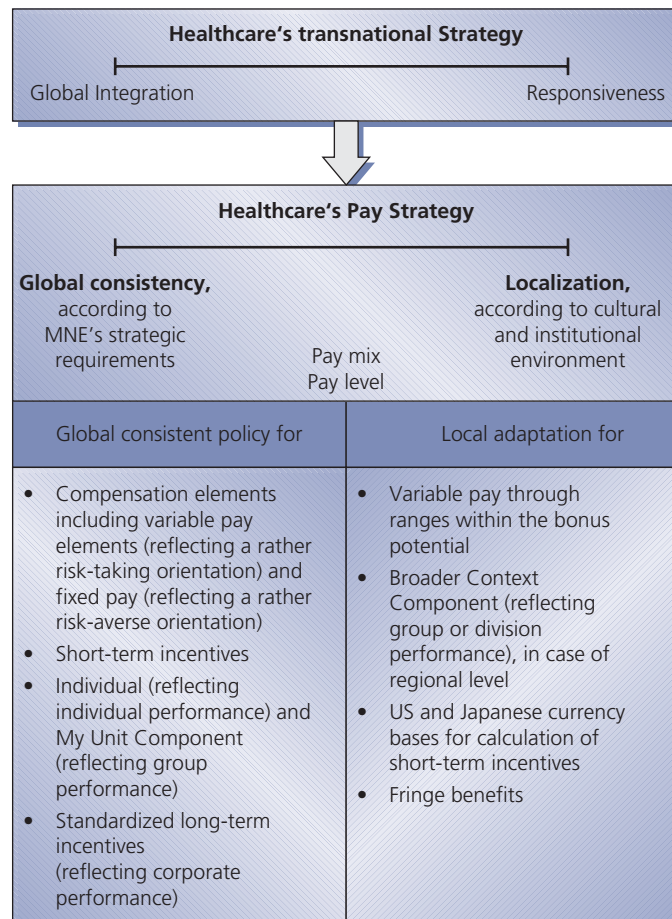 Healthcare‘s transnational Strategy
Global Integration
Responsiveness
Healthcare‘s Pay Strategy
Global consistency,
according to
MNE’s strategic
requirements
Pay mix
Pay level
Localization,
according to cultural
and institutional
environment
Global consistent policy for
• Compensation elements
including variable pay
elements (reflecting a rather
risk-taking orientation) and
fixed pay (reflecting a rather
risk-averse orientation)
• Short-term incentives
• Individual (reflecting
individual performance) and
My Unit Component
(reflecting group
performance)
• Standardized long-term
incentives
(reflecting corporate
performance)
Local adaptation for
• Variable pay through
ranges within the bonus
potential
• Broader Context
Component (reflecting
group or division
performance), in case of
regional level
• US and Japanese currency
bases for calculation of
short-term incentives
• Fringe benefits